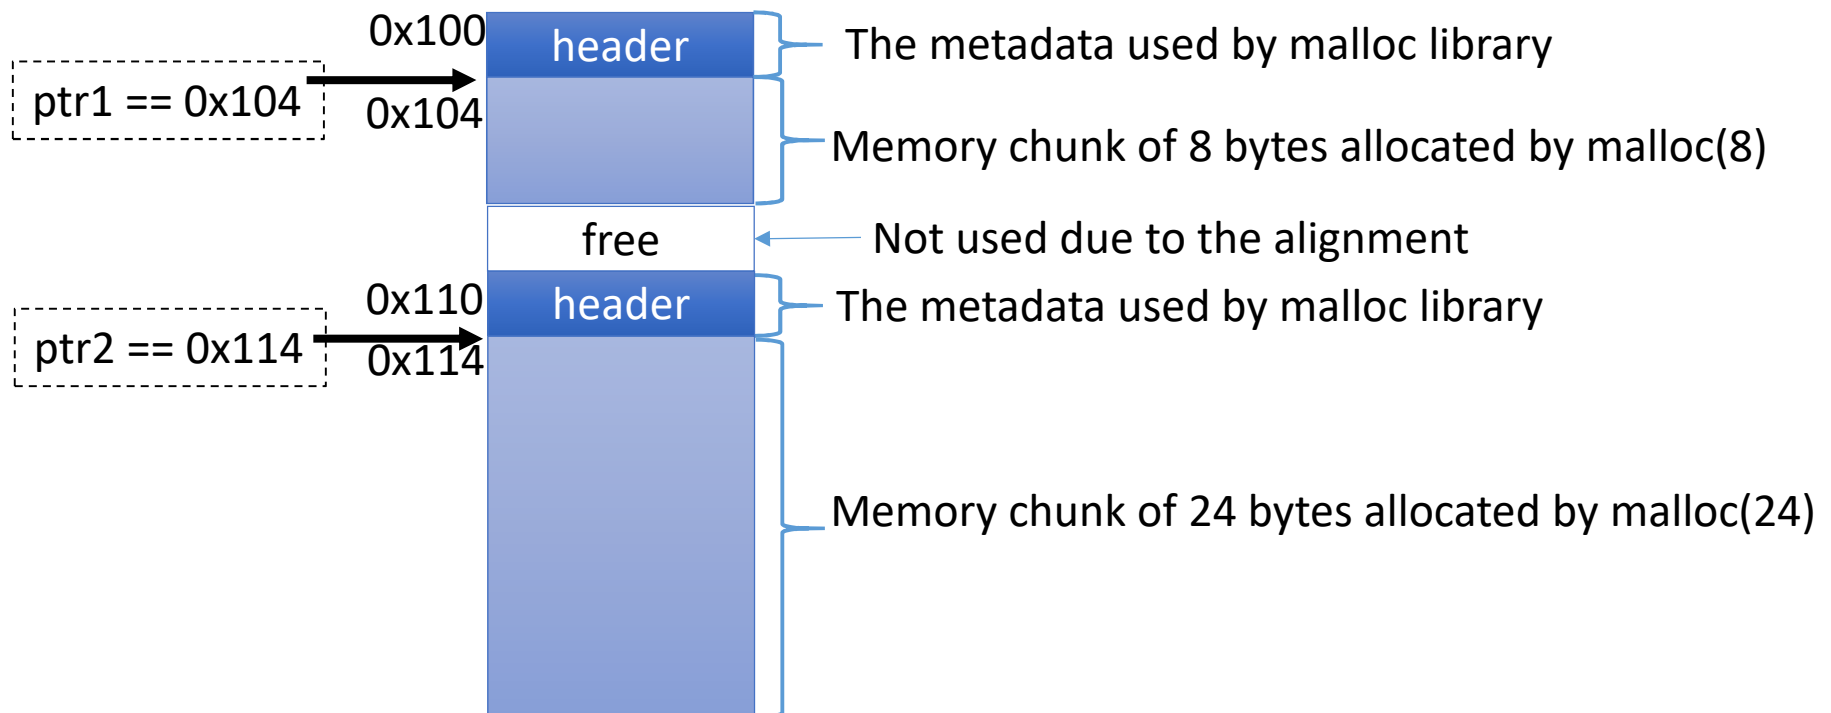 0x100
header
The metadata used by malloc library
ptr1 == 0x104
0x104
Memory chunk of 8 bytes allocated by malloc(8)
free
Not used due to the alignment
0x110
header
The metadata used by malloc library
ptr2 == 0x114
0x114
Memory chunk of 24 bytes allocated by malloc(24)